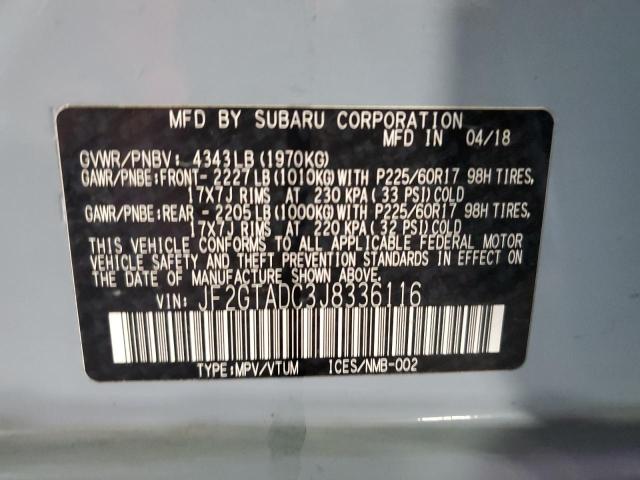 MFD BY SUBARU CORPORATION
MFD IN 04/18
GVWR/PNBV: 4343LB(1970KG)
GAWR/PNBE:FRONT-2227LB(1010KG)WITH P225/60R17 98H TIRES,
17X7J RIMS AT 230 KPA(33 PSI)COLD
GAWR/PNBE:REAR -2205LB(1000KG)WITH P225/60R17 98H TIRES,
17X7J RIMS AT 220 KPA(32 PSI)COLD
THIS VEHICLE CONFORMS TO ALL APPLICABLE FEDERAL MOTOR
VEHICLE SAFETY AND THEFT PREVENTION STANDARDS IN EFFECT ON
THE DATE OF MANUFACTURE SHOWN ABOVE.
VIN: JF2GTADC3J8336116
TYPE:MPV/VTUM ICES/NMB-002